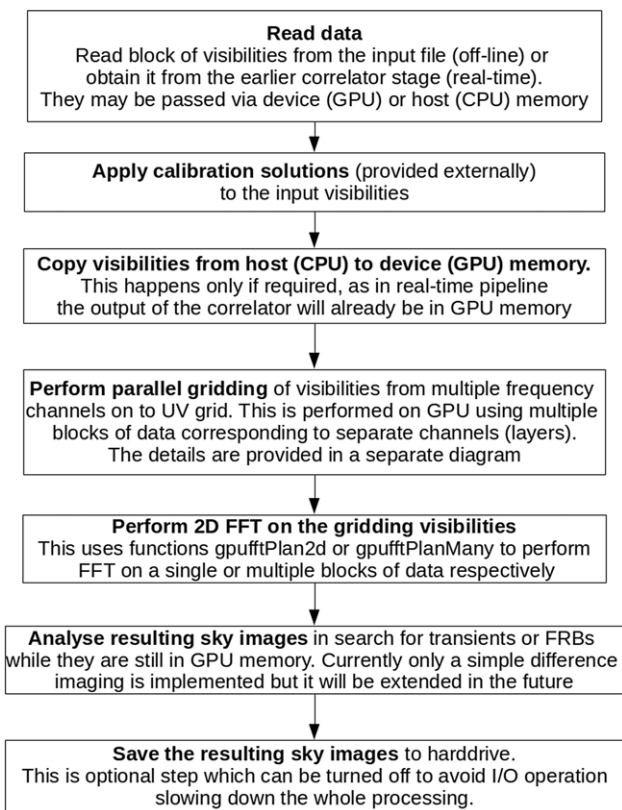 Read data
Read block of visibilities from the input file (off-line) or
obtain it from the earlier correlator stage (real-time).
They may be passed via device (GPU) or host (CPU) memory
Apply calibration solutions (provided externally)
to the input visibilities
Copy visibilities from host (CPU) to device (GPU) memory.
This happens only if required, as in real-time pipeline
the output of the correlator will already be in GPU memory
Perform parallel gridding of visibilities from multiple frequency
channels on to UV grid. This is performed on GPU using multiple
blocks of data corresponding to separate channels (layers).
The details are provided in a separate diagram
Perform 2D FFT on the gridding visibilities
This uses functions gpufftPlan2d or gpufftPlanMany to perform
FFT on a single or multiple blocks of data respectively
Analyse resulting sky images in search for transients or FRBs
while they are still in GPU memory. Currently only a simple difference
imaging is implemented but it will be extended in the future
Save the resulting sky images to harddrive.
This is optional step which can be turned off to avoid I/O operation
slowing down the whole processing.